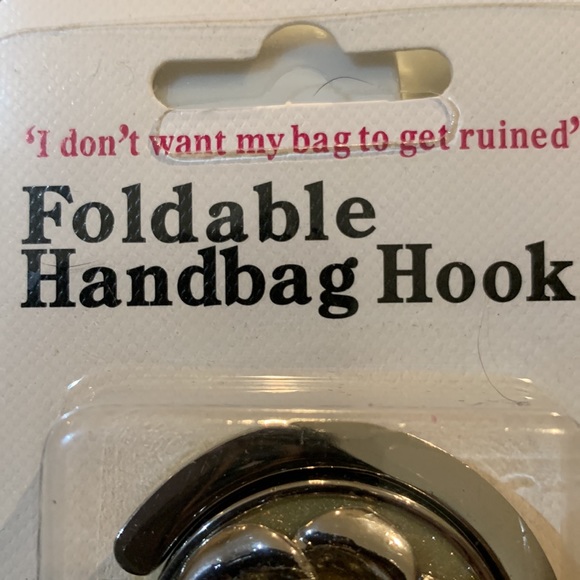 ‘I don’t want my bag to get ruined’
Foldable
Handbag Hook